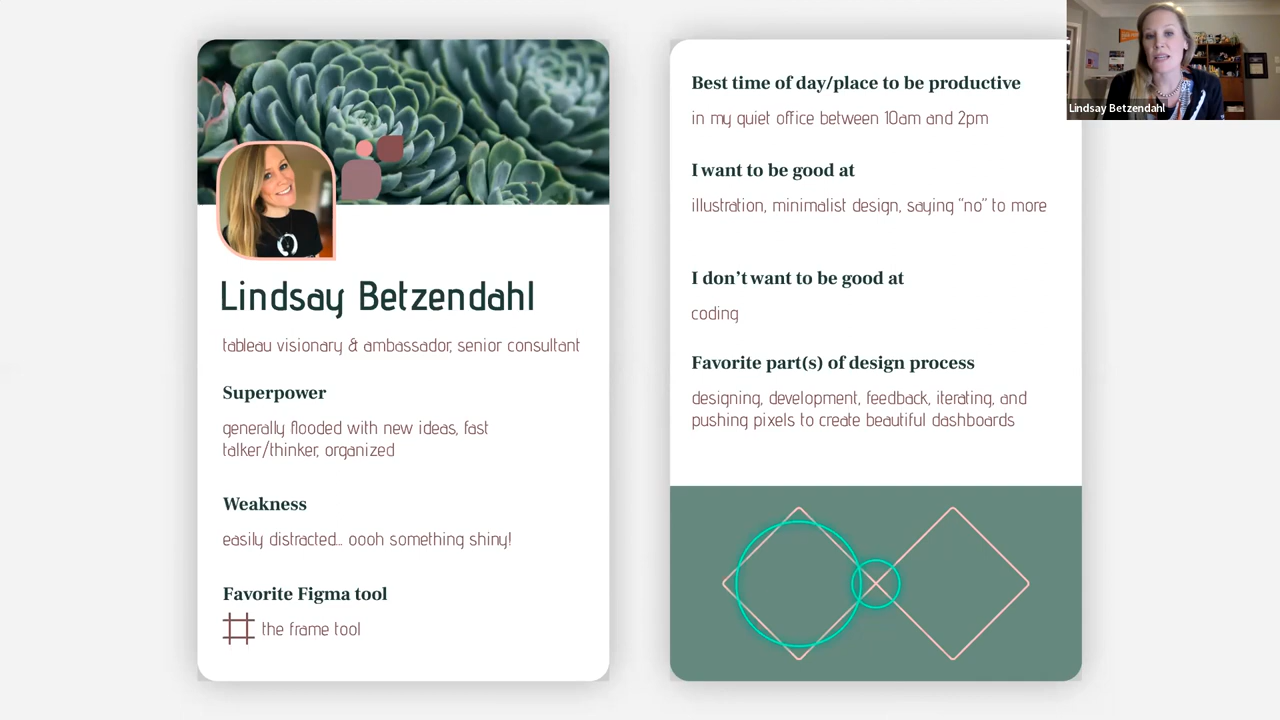 Lindsay Betzendahl
tableau visionary & ambassador, senior consultant
Superpower
generally flooded with new ideas, fast
talker/thinker, organized
Weakness
easily distracted... oooh something shiny!
Favorite Figma tool
the frame tool
Best time of day/place to be productive
in my quiet office between 10am and 2pm
I want to be good at
illustration, minimalist design, saying “no” to more
I don’t want to be good at
coding
Favorite part(s) of design process
designing, development, feedback, iterating, and
pushing pixels to create beautiful dashboards
Lindsay Betzendahl